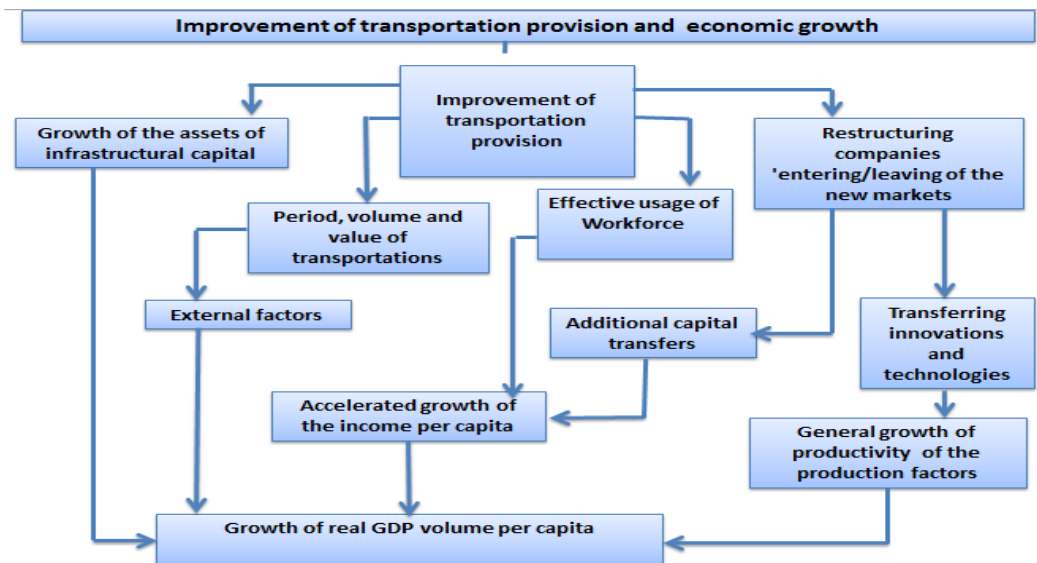 Improvement of transportation provision and economic growth
Improvement of
transportation
provision
Growth of the assets of
infrastructural capital
Restructuring
companies
'entering/leaving of the
new markets
Period, volume and
value of
transportations
Effective usage of
Workforce
External factors
Additional capital
transfers
Transferring
innovations
and
technologies
Accelerated growth of
the income per capita
General growth of
productivity of the
production factors
Growth of real GDP volume per capita